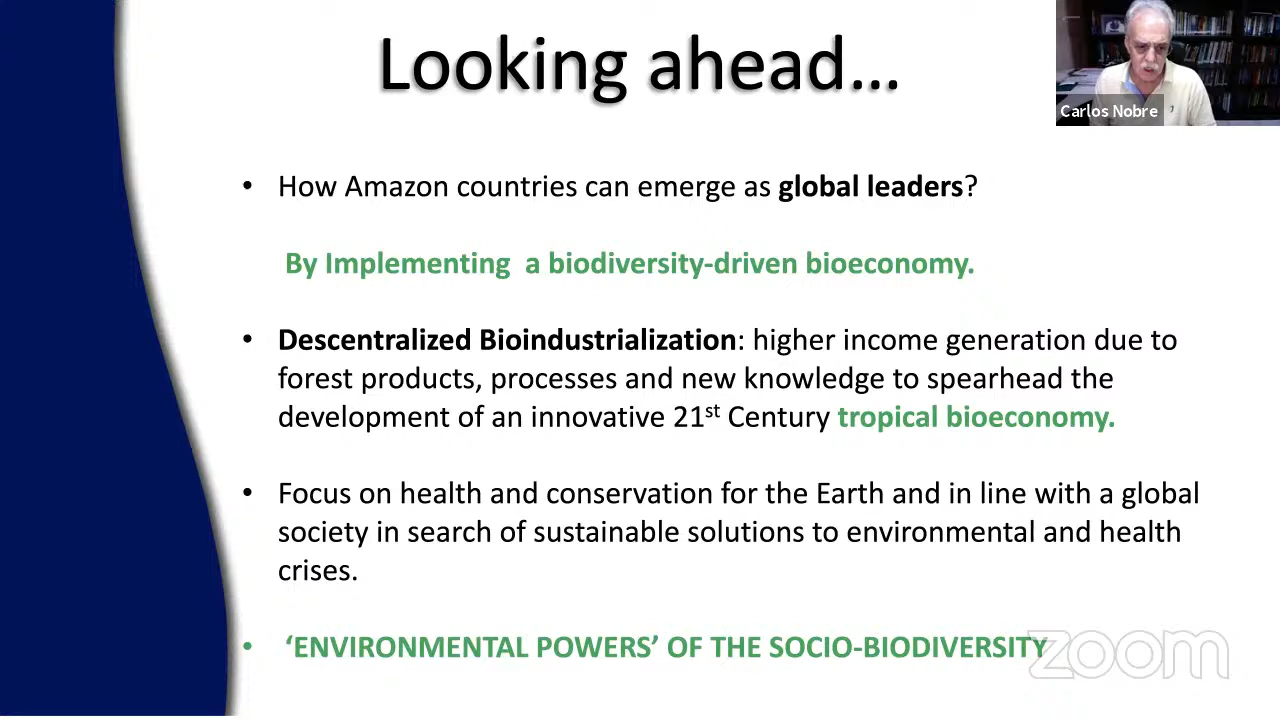 Looking ahead…
Carlos Nobre
• How Amazon countries can emerge as global leaders?
By Implementing a biodiversity-driven bioeconomy.
• Descentralized Bioindustrialization: higher income generation due to
forest products, processes and new knowledge to spearhead the
development of an innovative 21st Century tropical bioeconomy.
• Focus on health and conservation for the Earth and in line with a global
society in search of sustainable solutions to environmental and health
crises.
• ‘ENVIRONMENTAL POWERS’ OF THE SOCIO-BIODIVERSITY
zoom